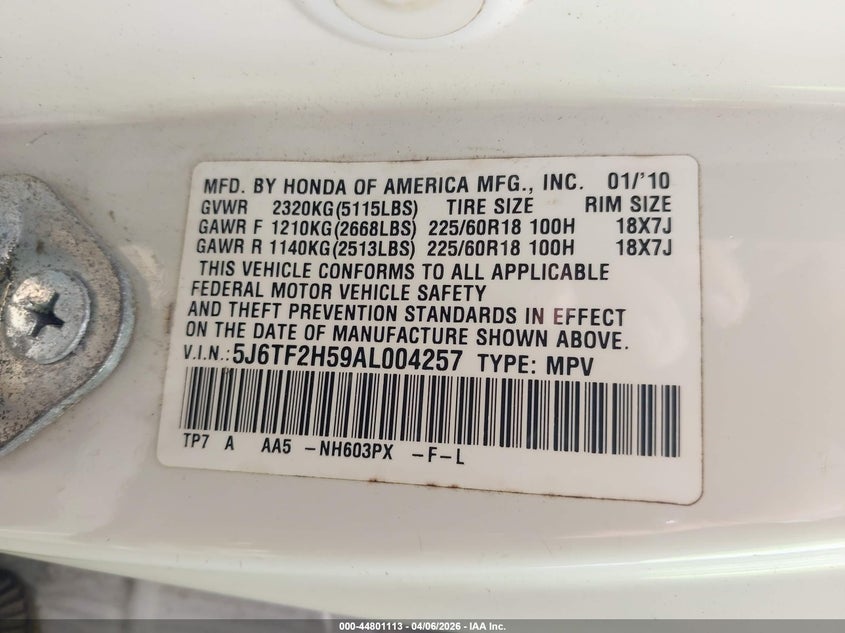 MFD. BY HONDA OF AMERICA MFG., INC. 01/'10
GVWR 2320KG(5115LBS) TIRE SIZE RIM SIZE
GAWR F 1210KG(2668LBS) 225/60R18 100H 18X7J
GAWR R 1140KG(2513LBS) 225/60R18 100H 18X7J
THIS VEHICLE CONFORMS TO ALL APPLICABLE
FEDERAL MOTOR VEHICLE SAFETY
AND THEFT PREVENTION STANDARDS IN EFFECT
ON THE DATE OF MANUFACTURE SHOWN ABOVE.
V.I.N.:5J6TF2H59AL004257 TYPE: MPV
TP7 A AA5 -NH603PX -F-L
000-44801113 - 04/06/2026 - IAA Inc.